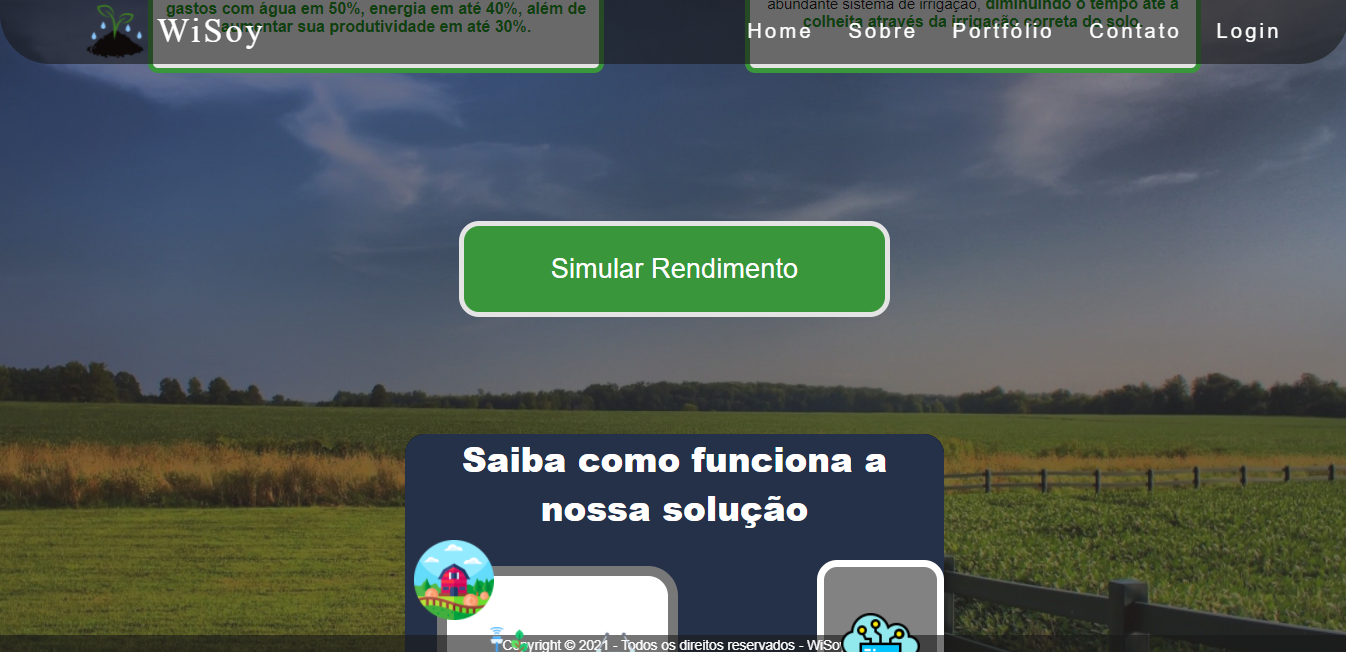 gastos com água em 50%, energia em até 40%, além de
aumentar sua produtividade em até 30%.
abundante sistema de irrigação, diminuindo o tempo até a
colheita através da irrigação correta do solo.
WiSoy
Home Sobre Portfólio Contato Login
Simular Rendimento
Saiba como funciona a
nossa solução
Copyright © 2021 - Todos os direitos reservados - WiSoy